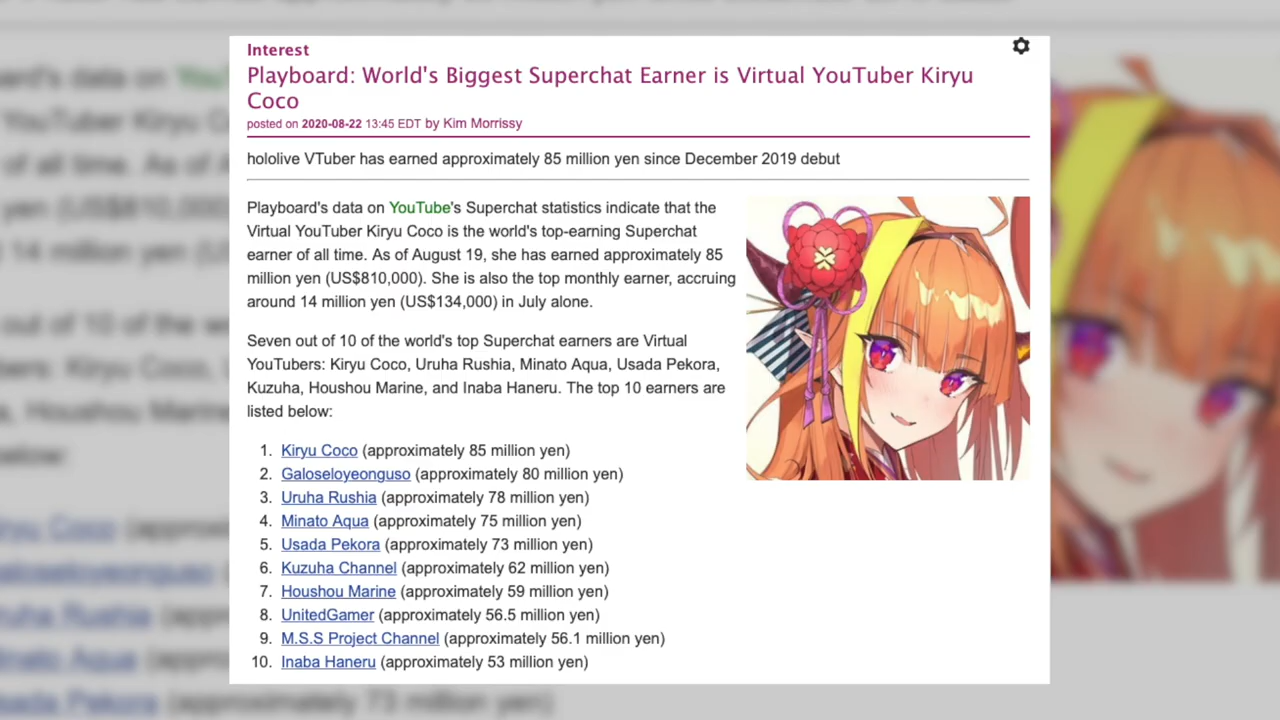 Interest
Playboard: World's Biggest Superchat Earner is Virtual YouTuber Kiryu
Coco
posted on 2020-08-22 13:45 EDT by Kim Morrissy
hololive VTuber has earned approximately 85 million yen since December 2019 debut
Playboard's data on YouTube's Superchat statistics indicate that the
Virtual YouTuber Kiryu Coco is the world's top-earning Superchat
earner of all time. As of August 19, she has earned approximately 85
million yen (US$810,000). She is also the top monthly earner, accruing
around 14 million yen (US$134,000) in July alone.
Seven out of 10 of the world's top Superchat earners are Virtual
YouTubers: Kiryu Coco, Uruha Rushia, Minato Aqua, Usada Pekora,
Kuzuha, Houshou Marine, and Inaba Haneru. The top 10 earners are
listed below:
1. Kiryu Coco (approximately 85 million yen)
2. Galoseloyeonguso (approximately 80 million yen)
3. Uruha Rushia (approximately 78 million yen)
4. Minato Aqua (approximately 75 million yen)
5. Usada Pekora (approximately 73 million yen)
6. Kuzuha Channel (approximately 62 million yen)
7. Houshou Marine (approximately 59 million yen)
8. UnitedGamer (approximately 56.5 million yen)
9. M.S.S Project Channel (approximately 56.1 million yen)
10. Inaba Haneru (approximately 53 million yen)